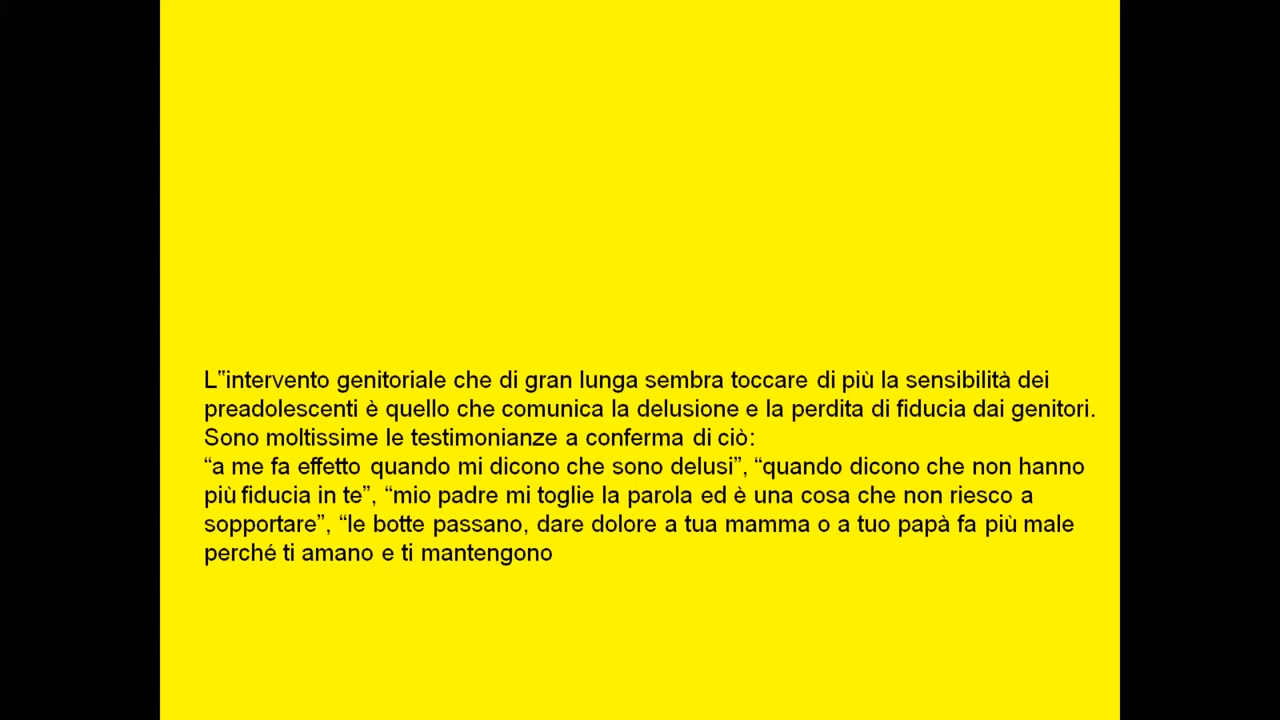 L‟intervento genitoriale che di gran lunga sembra toccare di più la sensibilità dei
preadolescenti è quello che comunica la delusione e la perdita di fiducia dai genitori.
Sono moltissime le testimonianze a conferma di ciò:
“a me fa effetto quando mi dicono che sono delusi”, “quando dicono che non hanno
più fiducia in te”, “mio padre mi toglie la parola ed è una cosa che non riesco a
sopportare”, “le botte passano, dare dolore a tua mamma o a tuo papà fa più male
perché ti amano e ti mantengono